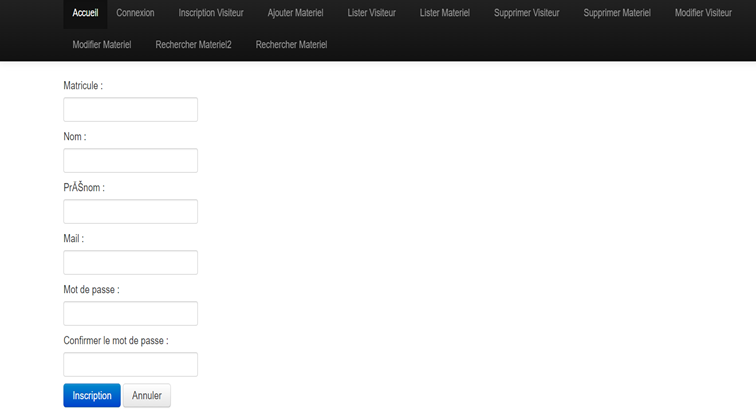 Accueil Connexion Inscription Visiteur Ajouter Materiel Lister Visiteur Lister Materiel Supprimer Visiteur Supprimer Materiel Modifier Visiteur
Modifier Materiel Rechercher Materiel2 Rechercher Materiel
Matricule :
Nom :
PrÃŠnom :
Mail :
Mot de passe :
Confirmer le mot de passe :
Inscription Annuler